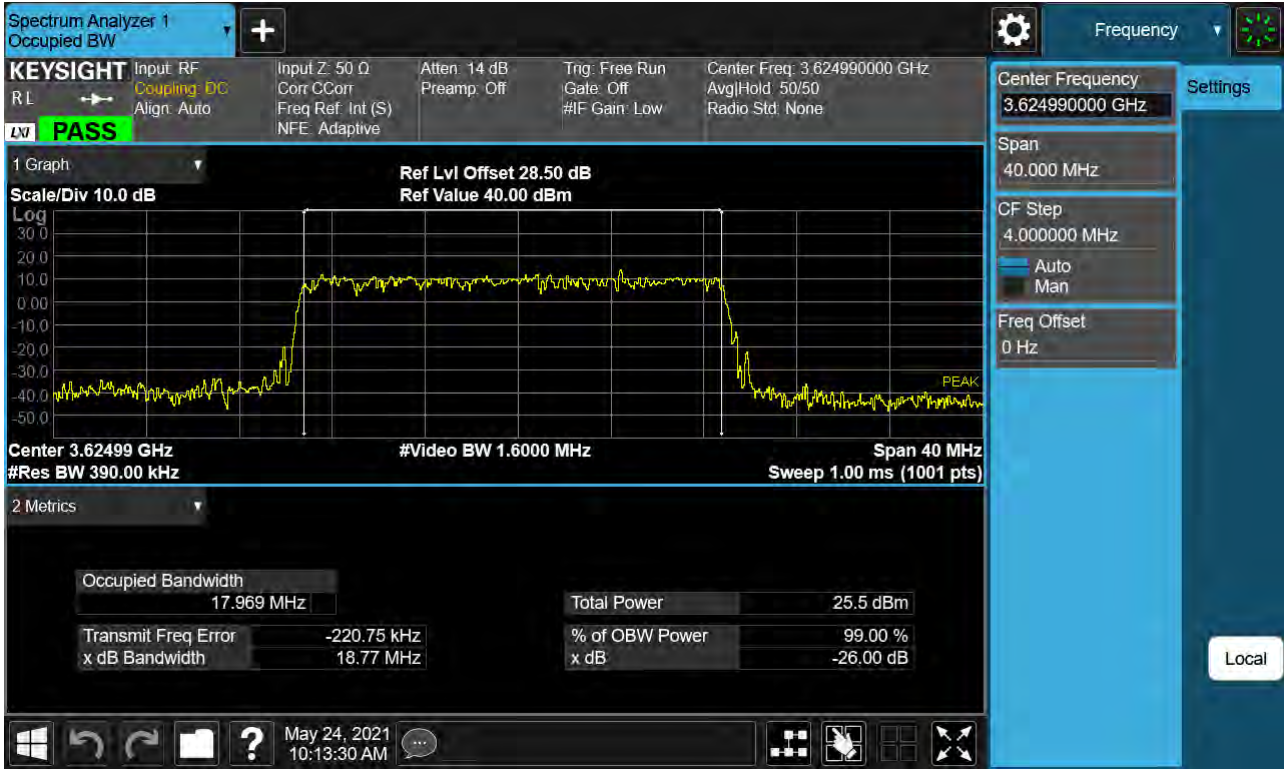 Spectrum Analyzer 1
Occupied BW
+
Frequency
KEYSIGHT
R L
LXI
PASS
Input: RF
Coupling: DC
Align: Auto
Input Z: 50 Ω
Corr CCorr
Freq Ref: Int (S)
NFE: Adaptive
Atten: 14 dB
Preamp: Off
Trig: Free Run
Gate: Off
#IF Gain: Low
Center Freq: 3.624990000 GHz
Avg|Hold: 50/50
Radio Std: None
Center Frequency
3.624990000 GHz
Settings
Span
40.000 MHz
CF Step
4.000000 MHz
Auto
Man
Freq Offset
0 Hz
Local
1 Graph
Scale/Div 10.0 dB
Ref Lvl Offset 28.50 dB
Ref Value 40.00 dBm
Log
30.0
20.0
10.0
0.00
-10.0
-20.0
-30.0
-40.0
-50.0
PEAK
Center 3.62499 GHz
#Video BW 1.6000 MHz
Span 40 MHz
#Res BW 390.00 kHz
Sweep 1.00 ms (1001 pts)
2 Metrics
Occupied Bandwidth
17.969 MHz
Total Power 25.5 dBm
Transmit Freq Error -220.75 kHz
% of OBW Power 99.00 %
x dB Bandwidth 18.77 MHz
x dB -26.00 dB
?
May 24, 2021
10:13:30 AM